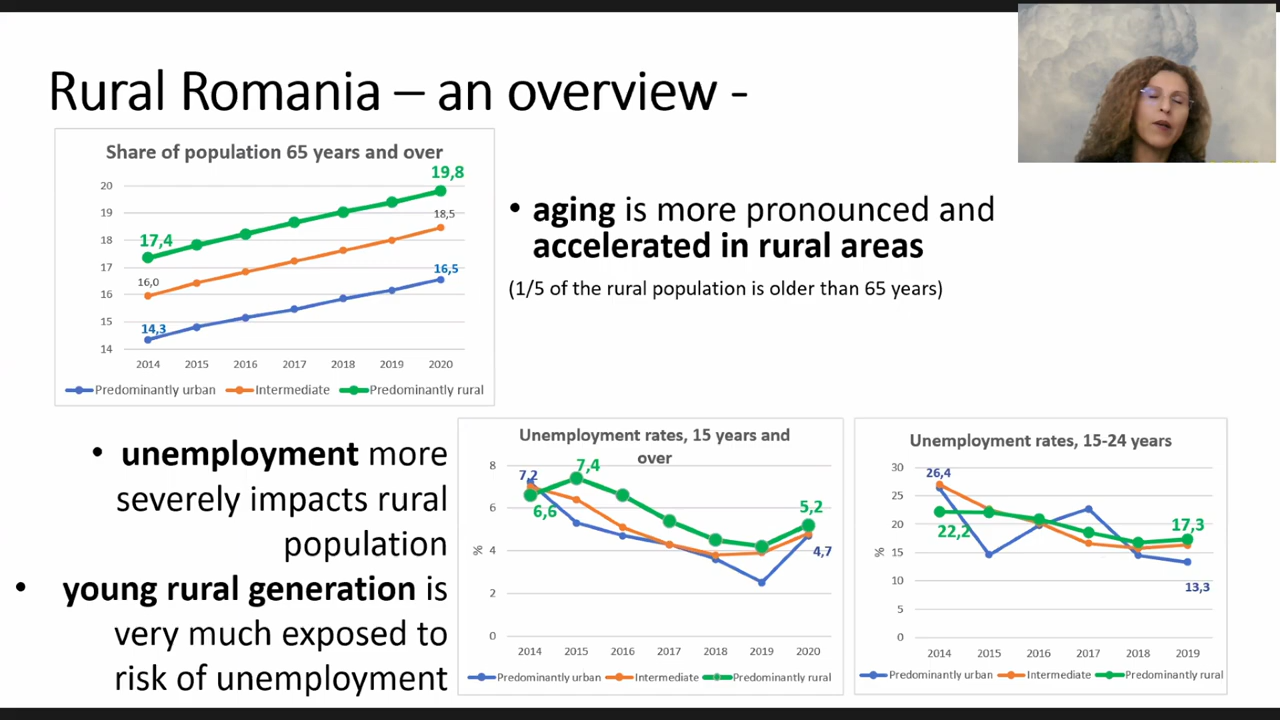 Rural Romania – an overview -
Share of population 65 years and over
19,8
20
19
18,5
17,4
18
17
16,0
16,5
16
15
14,3
14
2014 2015 2016 2017 2018 2019 2020
Predominantly urban Intermediate Predominantly rural
• aging is more pronounced and
accelerated in rural areas
(1/5 of the rural population is older than 65 years)
• unemployment more
severely impacts rural
population
• young rural generation is
very much exposed to
risk of unemployment
Unemployment rates, 15 years and
over
8
7,2
7,4
6,6
6
5,2
4,7
%
4
2
0
2014 2015 2016 2017 2018 2019 2020
Predominantly urban Intermediate Predominantly rural
Unemployment rates, 15-24 years
30
26,4
25
22,2
20
17,3
%
15
13,3
10
5
0
2014 2015 2016 2017 2018 2019
Predominantly urban Intermediate Predominantly rural